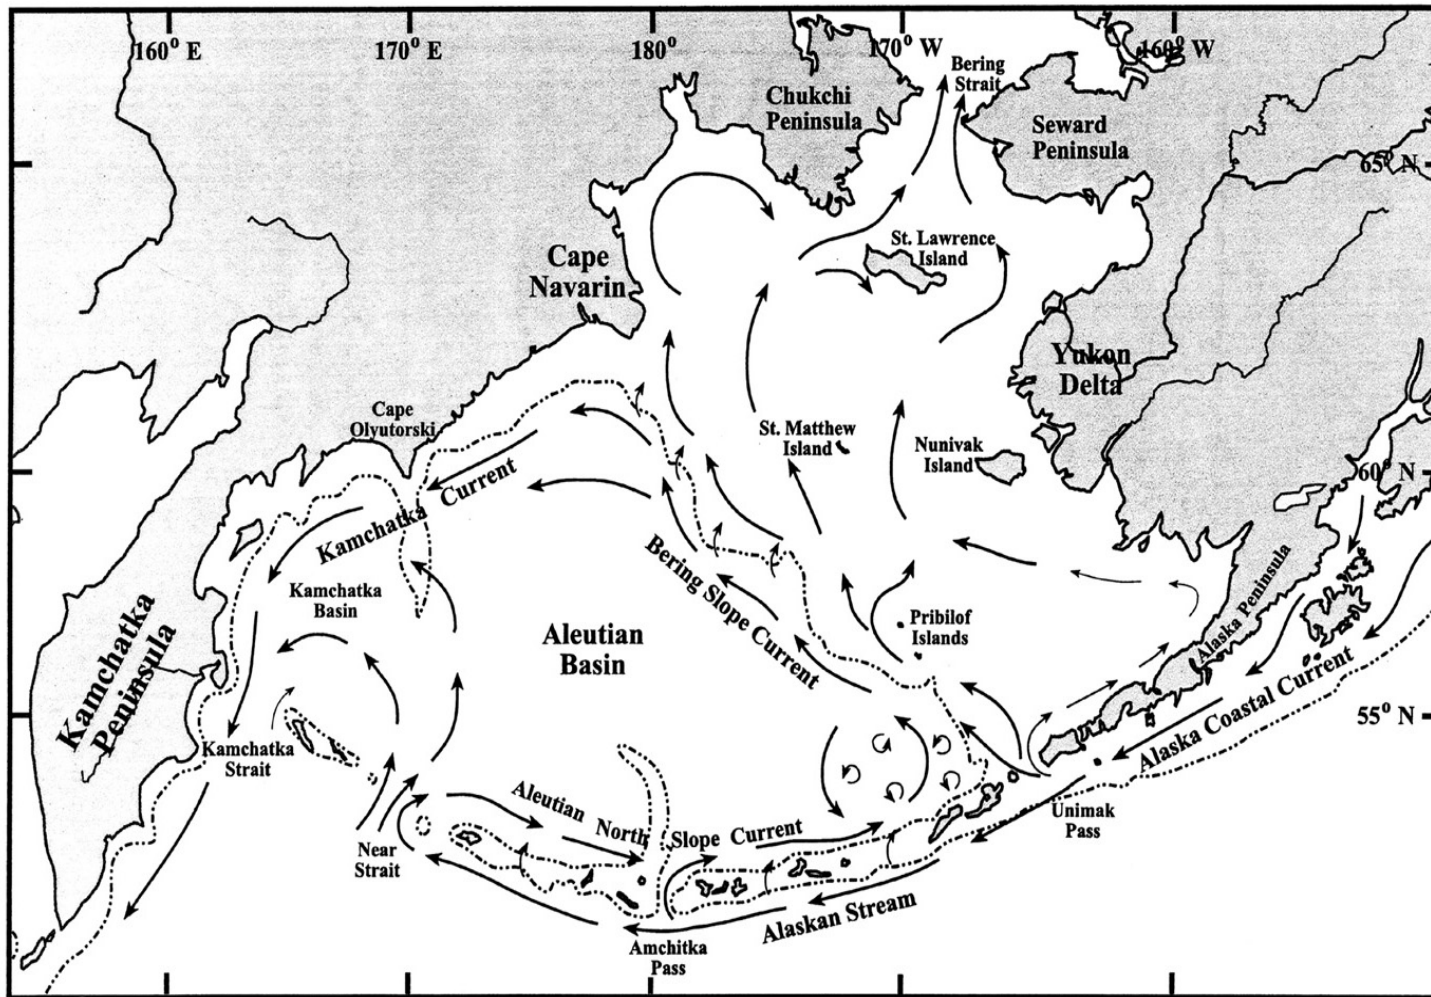 160° E
170° E
180°
170° W
160° W
Bering
Strait
Chukchi
Peninsula
Seward
Peninsula
65° N
St. Lawrence
Island
Cape
Navarin
Yukon
Delta
Cape
Olyutorski
St. Matthew
Island
Nunivak
Island
60° N
Kamchatka Current
Bering Slope Current
Kamchatka
Basin
Aleutian
Basin
Pribilof
Islands
Alaska Peninsula
Kamchatka
Peninsula
55° N
Kamchatka
Strait
Alaska Coastal Current
Aleutian North Slope Current
Unimak
Pass
Near
Strait
Alaskan Stream
Amchitka
Pass